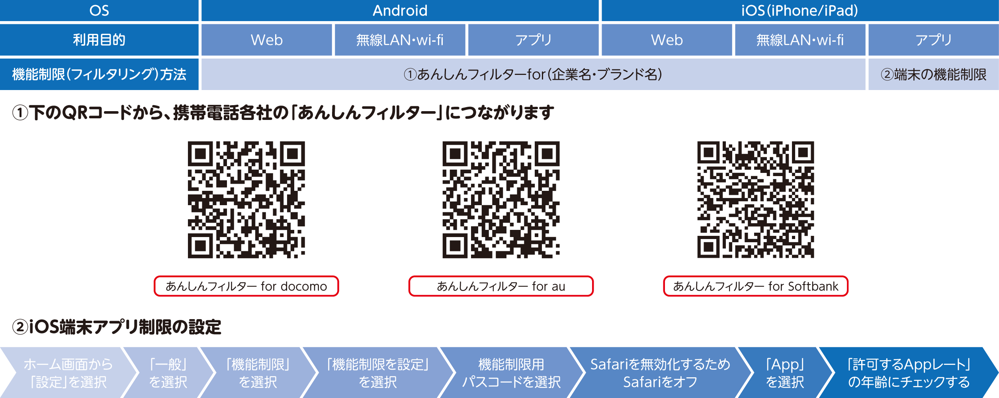 OS
Android
iOS(iPhone/iPad)
利用目的
Web
無線LAN・wi-fi
アプリ
Web
無線LAN・wi-fi
アプリ
機能制限(フィルタリング)方法
①あんしんフィルターfor(企業名・ブランド名)
②端末の機能制限
①下のQRコードから、携帯電話各社の「あんしんフィルター」につながります
あんしんフィルター for docomo
あんしんフィルター for au
あんしんフィルター for Softbank
②iOS端末アプリ制限の設定
ホーム画面から
「設定」を選択
「一般」
を選択
「機能制限」
を選択
「機能制限を設定」
を選択
機能制限用
パスコードを選択
Safariを無効化するため
Safariをオフ
「App」
を選択
「許可するAppレート」
の年齢にチェックする